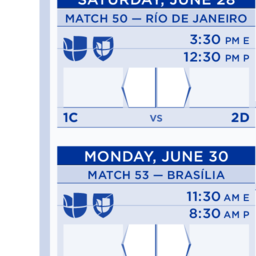 SATURDAY, JUNE 28
MATCH 50 — RÍO DE JANEIRO
3:30 PM E
12:30 PM P
1C VS 2D
MONDAY, JUNE 30
MATCH 53 — BRASÍLIA
11:30 AM E
8:30 AM P